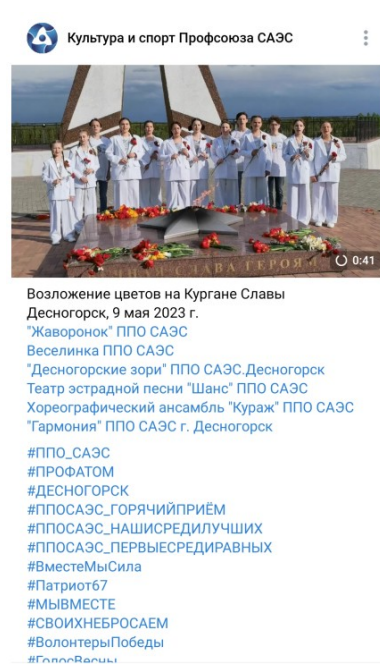 Культура и спорт Профсоюза САЭС
СЛАВА ГЕРОЯМ
0:41
Возложение цветов на Кургане Славы
Десногорск, 9 мая 2023 г.
"Жаворонок" ППО САЭС
Веселинка ППО САЭС
"Десногорские зори" ППО САЭС.Десногорск
Театр эстрадной песни "Шанс" ППО САЭС
Хореографический ансамбль "Кураж" ППО САЭС
"Гармония" ППО САЭС г. Десногорск
#ППО_САЭС
#ПРОФАТОМ
#ДЕСНОГОРСК
#ППОСАЭС_ГОРЯЧИЙПРИЁМ
#ППОСАЭС_НАШИСРЕДИЛУЧШИХ
#ППОСАЭС_ПЕРВЫЕСРЕДИРАВНЫХ
#ВместеМыСила
#Патриот67
#МЫВМЕСТЕ
#СВОИХНЕБРОСАЕМ
#ВолонтерыПобеды
#ГолосВесны